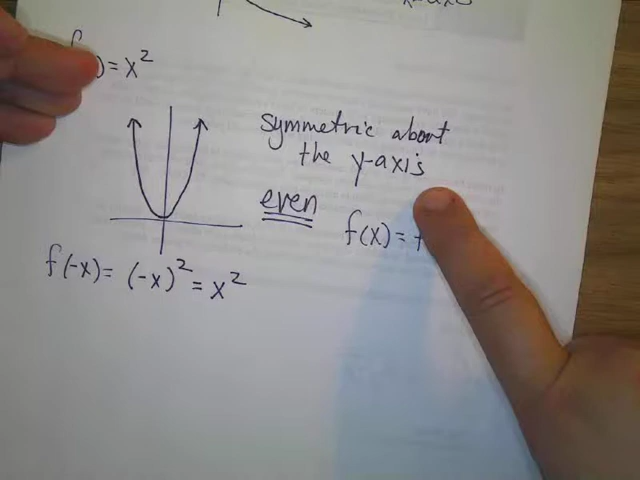 ) = x²
symmetric about
the y-axis
even
f(x) =
f(-x) = (-x)² = x²